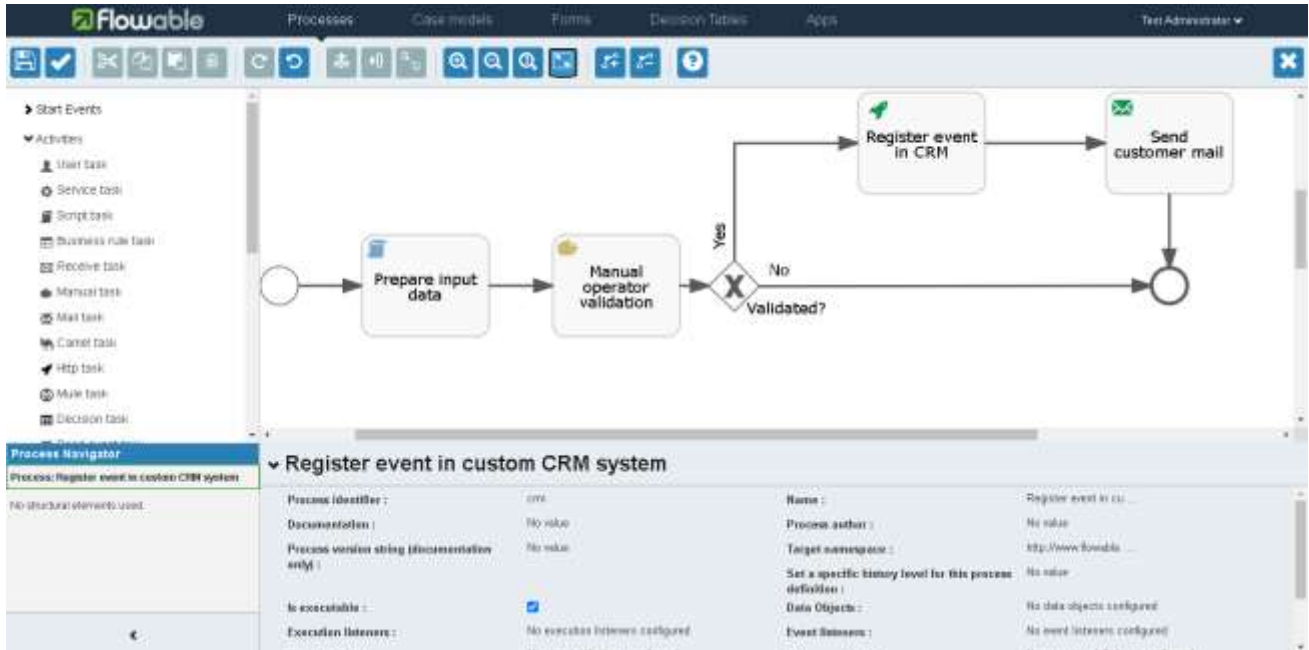 Flowable
Processes
Case models
Forms
Decision Tables
Apps
Test Administrator
Start Events
Activities
User task
Service task
Script task
Business rule task
Receive task
Manual task
Mail task
Camel task
Http task
Mule task
Decision task
Register event
in CRM
Send
customer mail
Yes
Prepare input
data
Manual
operator
validation
X
No
Validated?
Process Navigator
Process: Register event in custom CRM system
No structural elements used.
Register event in custom CRM system
Process identifier :
Name :
Register event in cu ...
Documentation :
No value
Process author :
No value
Process version string (documentation
only) :
No value
Target namespace :
http://www.flowable ...
Set a specific history level for this process
definition :
No value
Is executable :
Data Objects :
No data objects configured
Execution listeners :
No execution listeners configured
Event listeners :
No event listeners configured